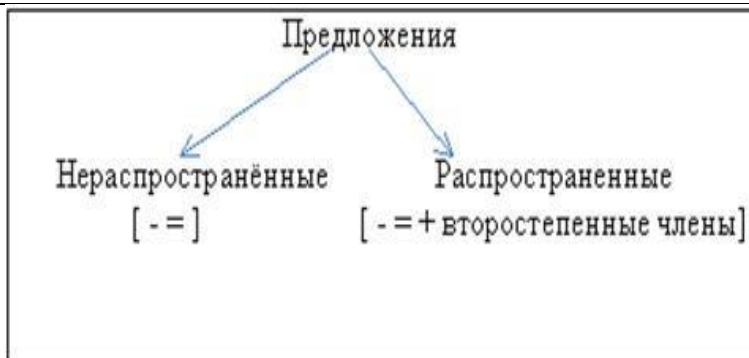 Предложения
Нераспространённые Распространенные
[ - = ] [ - = + второстепенные члены]